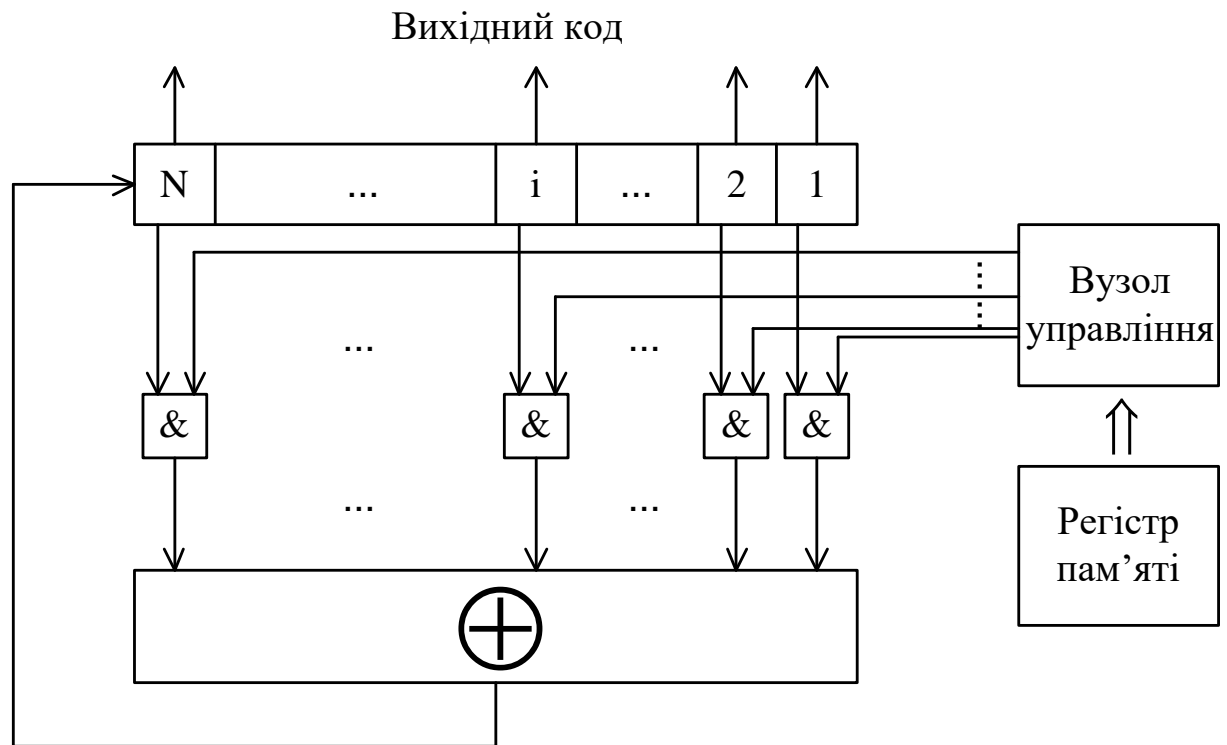 Вихідний код
N ... i ... 2 1
Вузол
управління
... ...
& & & &
... ...
Регістр
пам’яті